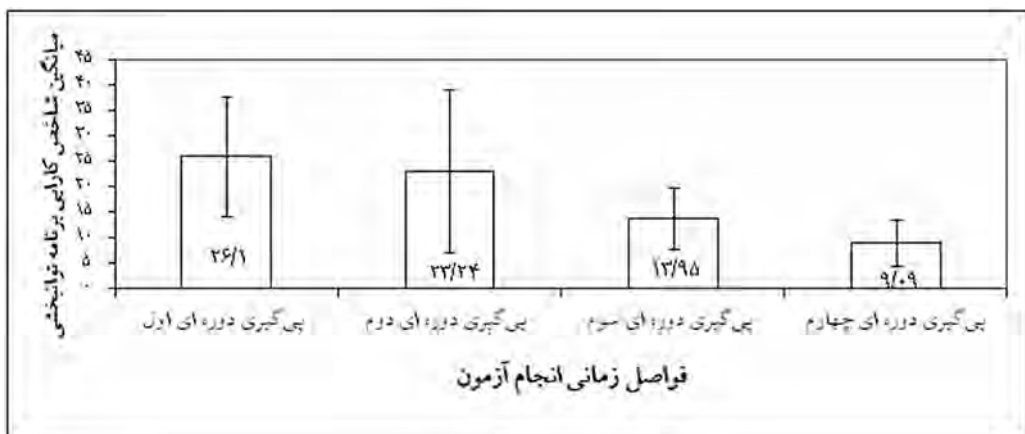 میانگین شاخص کارایی برنامه توانبخشی
۴۵
۴۰
۳۵
۳۰
۲۵
۲۰
۱۵
۱۰
۵
۰
۲۶/۱
۲۳/۲۴
۱۳/۹۵
۹/۰۹
پی‌گیری دوره ای اول
پی‌گیری دوره ای دوم
پی‌گیری دوره ای سوم
پی‌گیری دوره ای چهارم
فواصل زمانی انجام آزمون